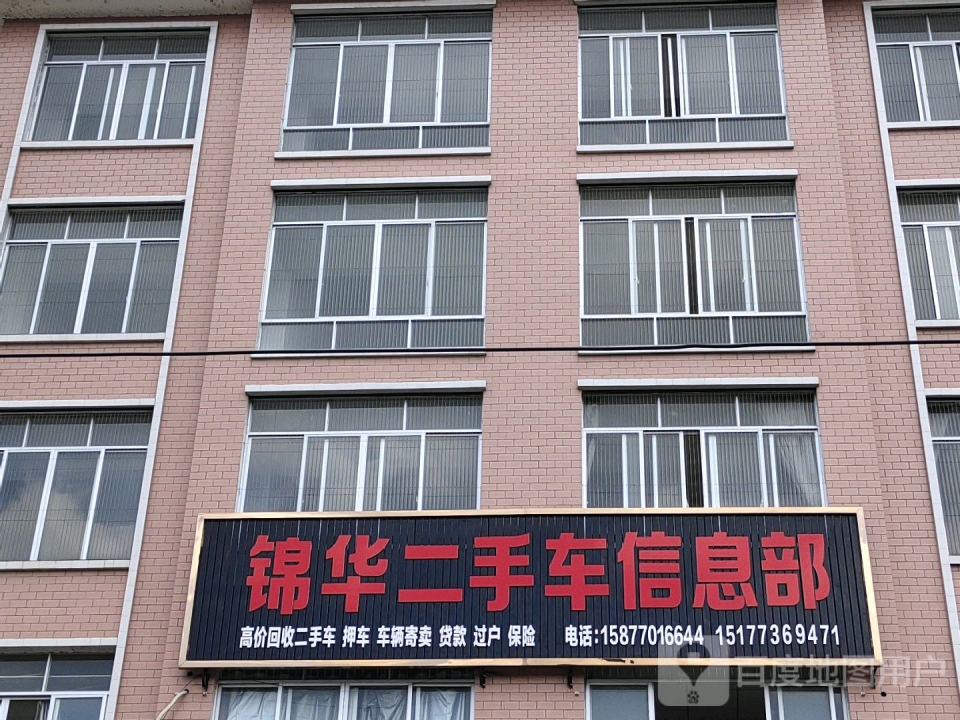 锦华二手车信息部
高价回收二手车 押车 车辆寄卖 贷款 过户 保险 电话:15877016644 15177369471
百度地图用户